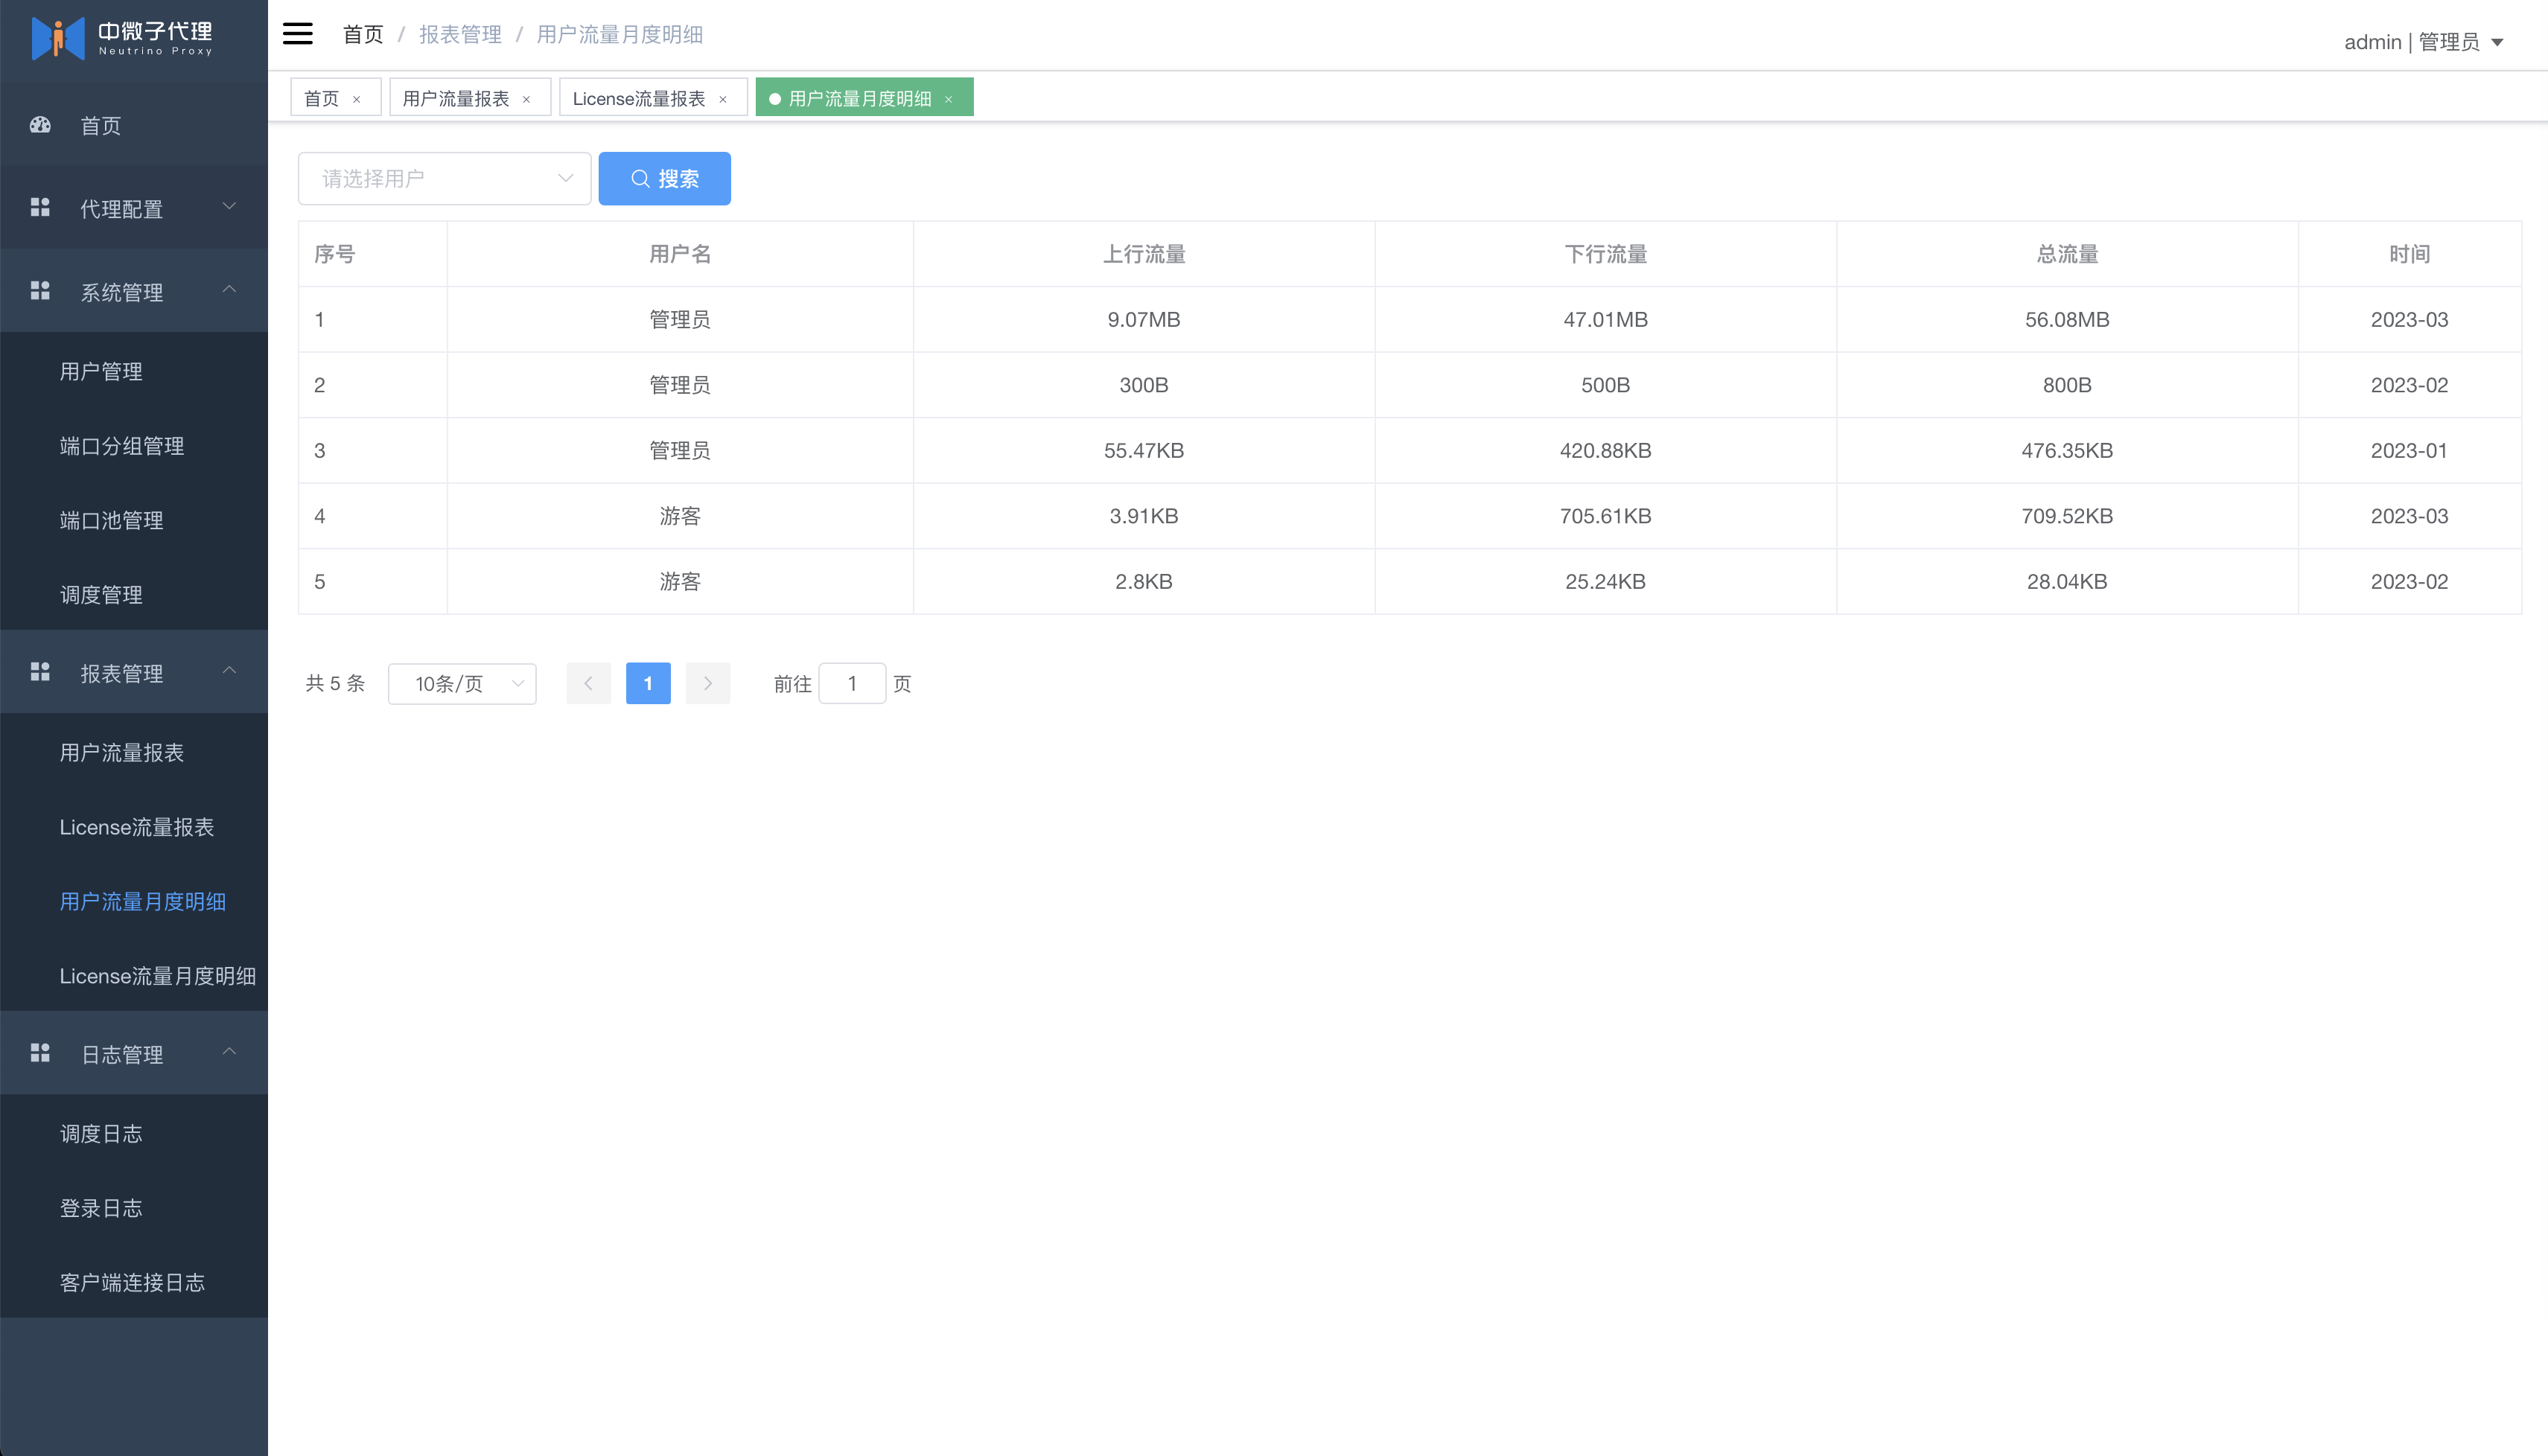 中微子代理
Neutrino Proxy
首页
代理配置
系统管理
用户管理
端口分组管理
端口池管理
调度管理
报表管理
用户流量报表
License流量报表
用户流量月度明细
License流量月度明细
日志管理
调度日志
登录日志
客户端连接日志
首页 / 报表管理 / 用户流量月度明细
admin | 管理员
首页 × 用户流量报表 × License流量报表 × 用户流量月度明细 ×
请选择用户 搜索
序号 用户名 上行流量 下行流量 总流量 时间
1 管理员 9.07MB 47.01MB 56.08MB 2023-03
2 管理员 300B 500B 800B 2023-02
3 管理员 55.47KB 420.88KB 476.35KB 2023-01
4 游客 3.91KB 705.61KB 709.52KB 2023-03
5 游客 2.8KB 25.24KB 28.04KB 2023-02
共 5 条 10条/页 1 前往 1 页